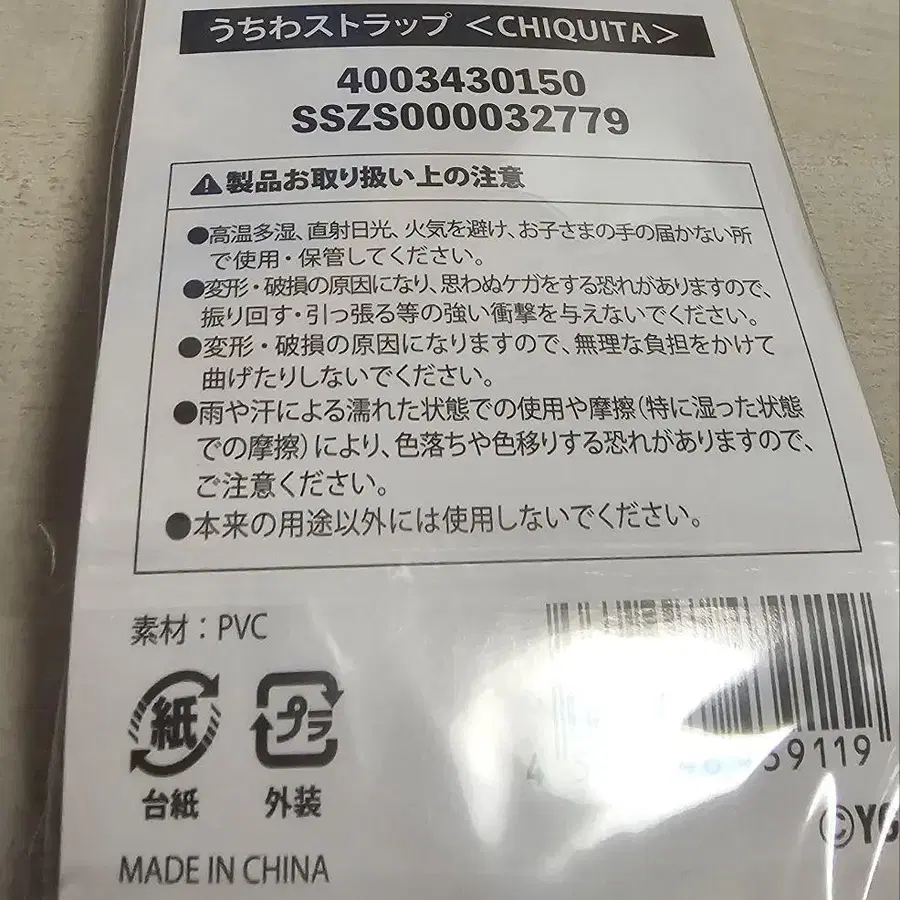 うちわストラップ <CHIQUITA>
4003430150
SSZS000032779
製品お取り扱い上の注意
●高温多湿、直射日光、火気を避け、お子さまの手の届かない所
で使用・保管してください。
●変形・破損の原因になり、思わぬケガをする恐れがありますので、
振り回す・引っ張る等の強い衝撃を与えないでください。
●変形・破損の原因になりますので、無理な負担をかけて
曲げたりしないでください。
●雨や汗による濡れた状態での使用や摩擦(特に湿った状態
での摩擦)により、色落ちや色移りする恐れがありますので、
ご注意ください。
●本来の用途以外には使用しないでください。
素材:PVC
紙
プラ
台紙
外装
59119
©YG
MADE IN CHINA